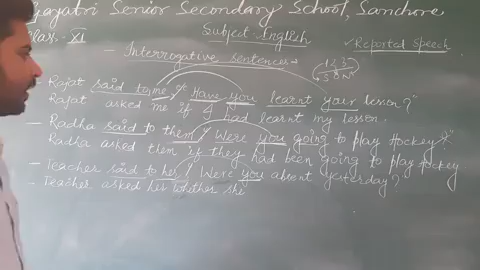 Gayatri Senior Secondary School, Sanchore
Class. XI Subject English
- Interrogative sentences → 1 2 3 ✓ Reported Speech
- Rajat said to me, "Have you learnt your lesson?"
Rajat asked me if I had learnt my lesson.
- Radha said to them, "Were you going to play Hockey?"
Radha asked them if they had been going to play hockey
- Teacher said to her, "Were you absent yesterday?"
- Teacher asked her whether she